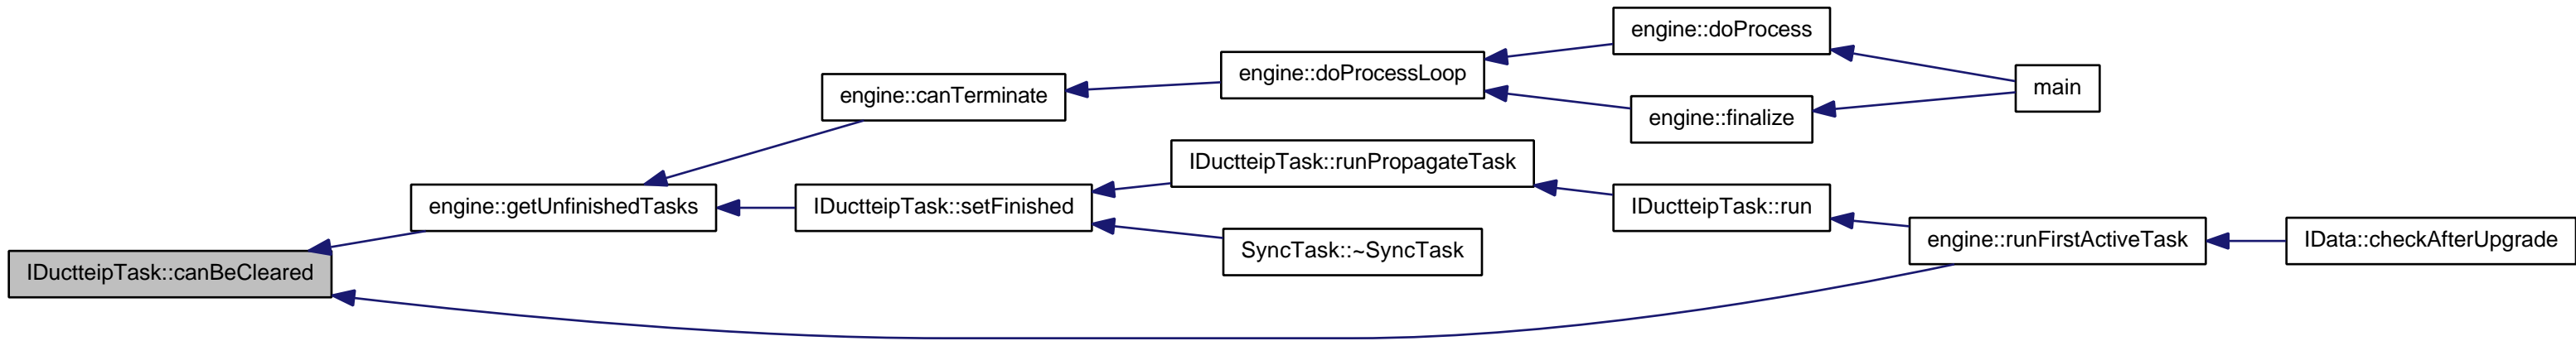 engine::doProcess
engine::doProcessLoop
main
engine::canTerminate
engine::finalize
IDuctteipTask::runPropagateTask
engine::getUnfinishedTasks
IDuctteipTask::setFinished
IDuctteipTask::run
engine::runFirstActiveTask
IData::checkAfterUpgrade
SyncTask::~SyncTask
IDuctteipTask::canBeCleared